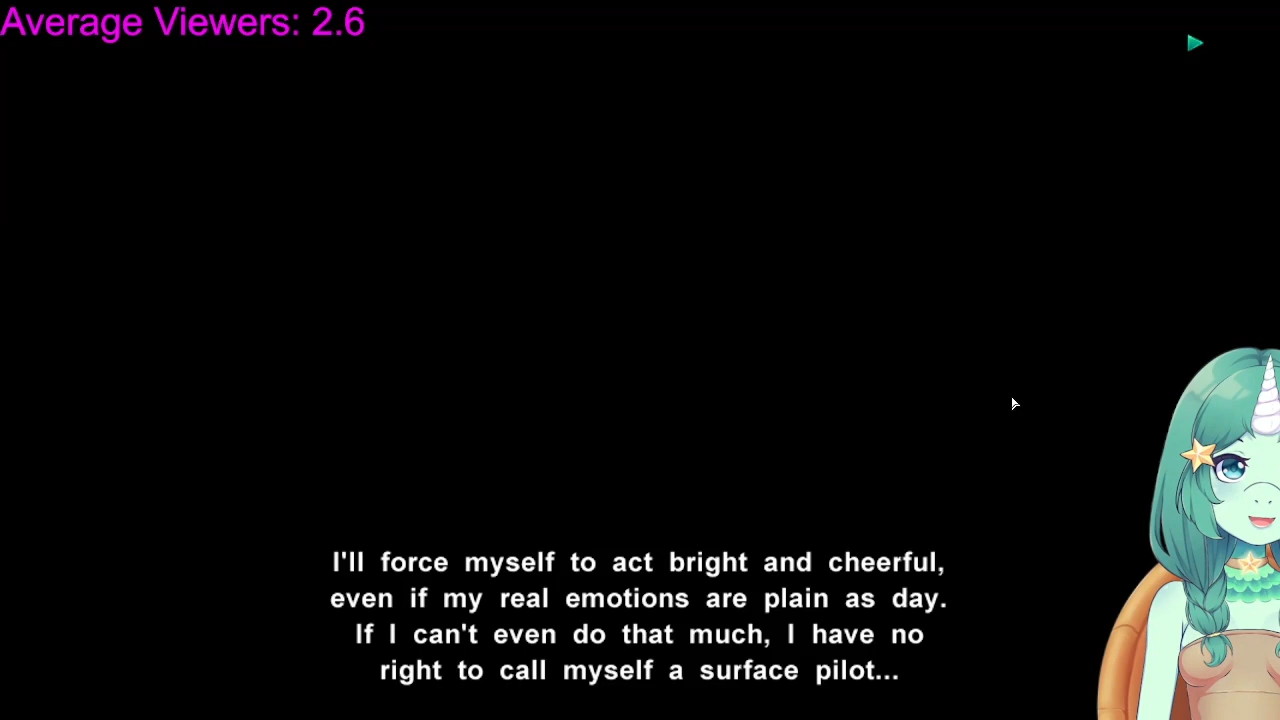 Average Viewers: 2.6
I'll force myself to act bright and cheerful,
even if my real emotions are plain as day.
If I can't even do that much, I have no
right to call myself a surface pilot...